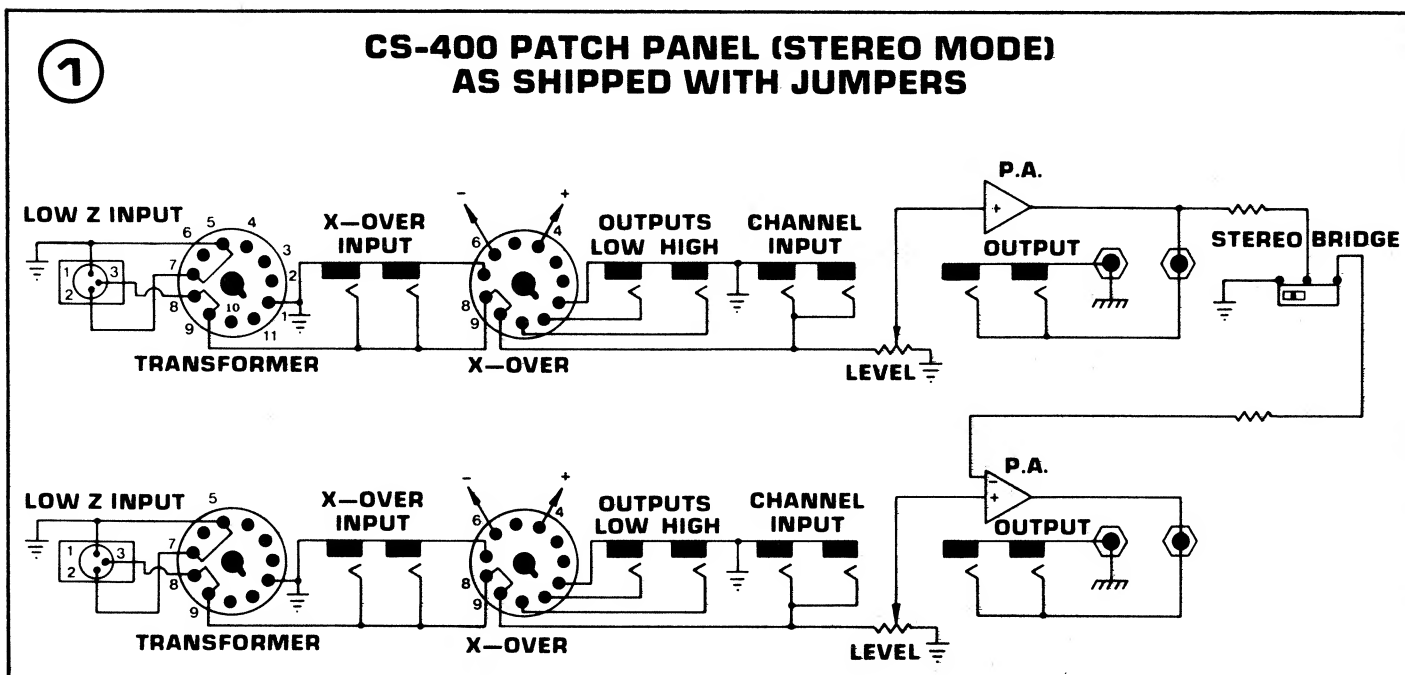 1
CS-400 PATCH PANEL (STEREO MODE)
AS SHIPPED WITH JUMPERS
LOW Z INPUT
1
2
3
5
4
6
3
7
2
8
10
1
9
11
TRANSFORMER
X—OVER
INPUT
-
+
6
4
8
9
X—OVER
OUTPUTS
LOW HIGH
CHANNEL
INPUT
LEVEL
P.A.
+
OUTPUT
STEREO BRIDGE
LOW Z INPUT
1
2
3
5
7
8
9
TRANSFORMER
X—OVER
INPUT
-
+
6
4
8
9
X—OVER
OUTPUTS
LOW HIGH
CHANNEL
INPUT
LEVEL
P.A.
-
+
OUTPUT